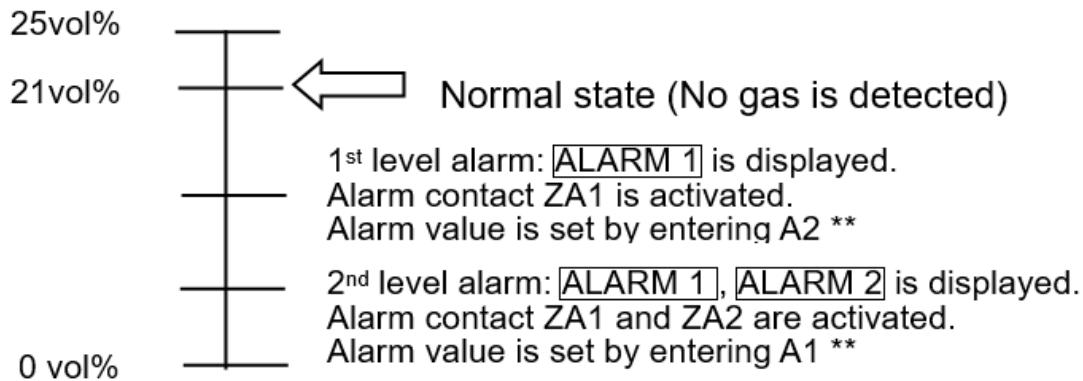 25vol%
21vol%
Normal state (No gas is detected)
1st level alarm: ALARM 1 is displayed.
Alarm contact ZA1 is activated.
Alarm value is set by entering A2 **
2nd level alarm: ALARM 1 , ALARM 2 is displayed.
Alarm contact ZA1 and ZA2 are activated.
Alarm value is set by entering A1 **
0 vol%